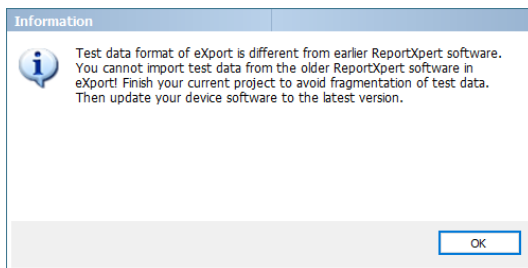 Information
Test data format of eXport is different from earlier ReportXpert software.
You cannot import test data from the older ReportXpert software in
eXport! Finish your current project to avoid fragmentation of test data.
Then update your device software to the latest version.
OK